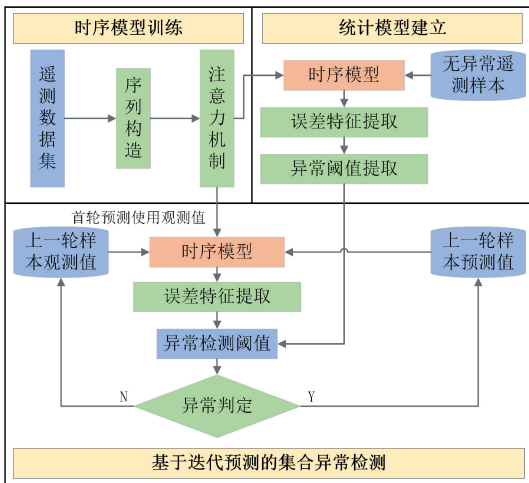 时序模型训练
统计模型建立
遥测数据集
序列构造
注意力机制
时序模型
无异常遥
测样本
误差特征提取
异常阈值提取
首轮预测使用观测值
上一轮样
本观测值
时序模型
上一轮样
本预测值
误差特征提取
异常检测阈值
N
异常判定
Y
基于迭代预测的集合异常检测